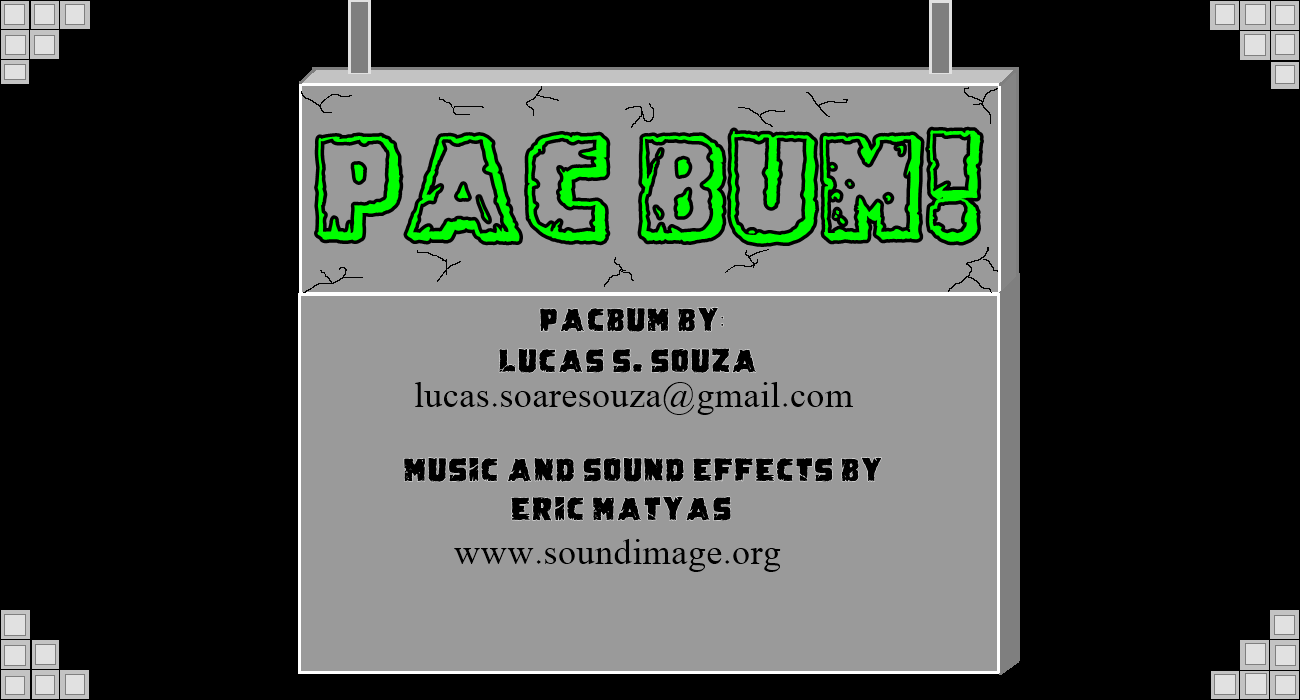 PAC BUM!
PACBUM BY:
LUCAS S. SOUZA
lucas.soaresouza@gmail.com
MUSIC AND SOUND EFFECTS BY
ERIC MATYAS
www.soundimage.org